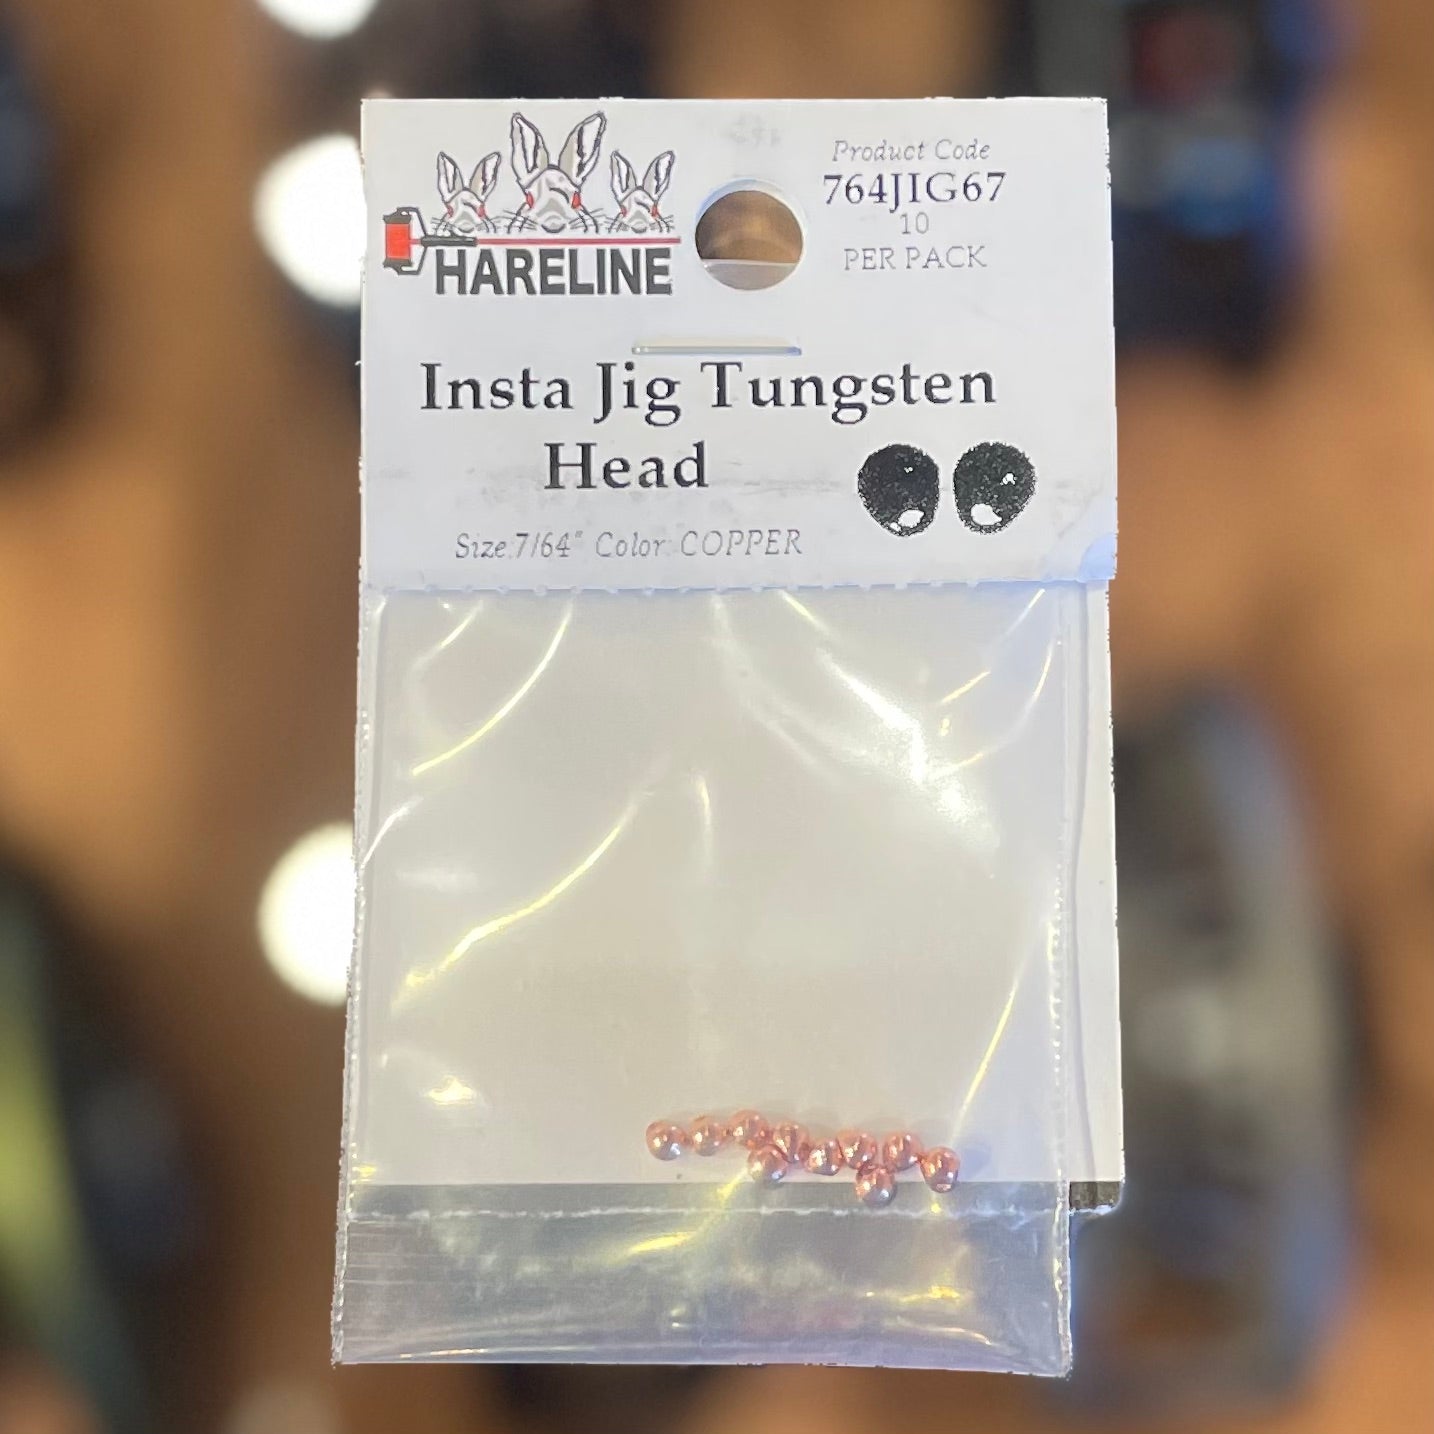 HARELINE
Product Code
764JIG67
10
PER PACK
Insta Jig Tungsten
Head
Size:7/64" Color: COPPER